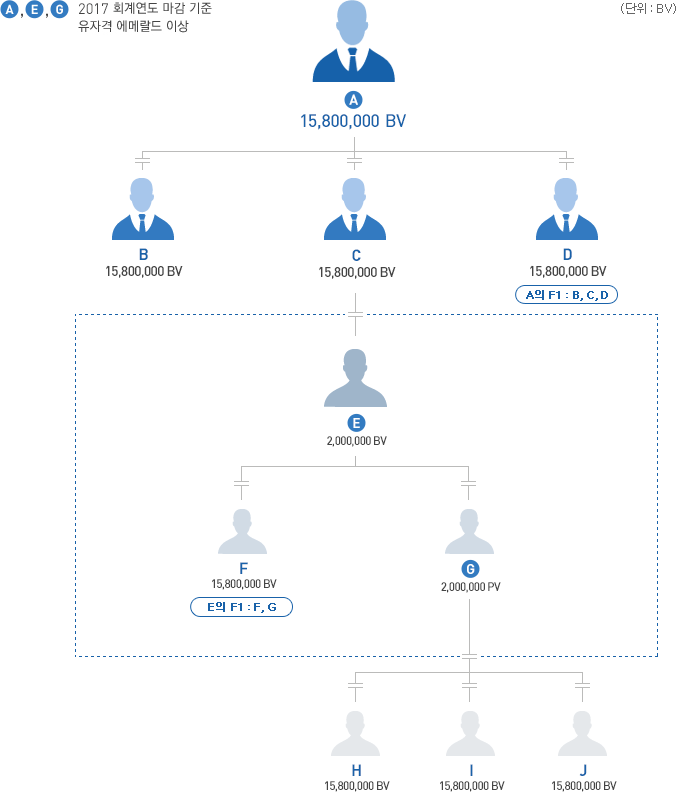 A, E, G 2017 회계연도 마감 기준
유자격 에메랄드 이상
(단위 : BV)
A
15,800,000 BV
B
15,800,000 BV
C
15,800,000 BV
D
15,800,000 BV
A의 F1 : B, C, D
E
2,000,000 BV
F
15,800,000 BV
E의 F1 : F, G
G
2,000,000 PV
H
15,800,000 BV
I
15,800,000 BV
J
15,800,000 BV